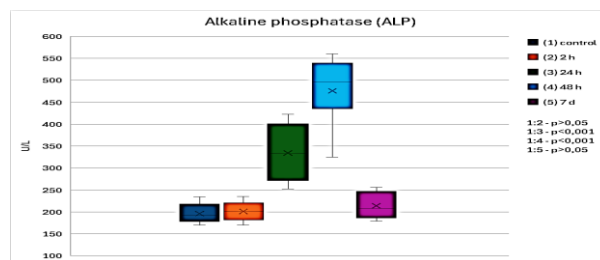 Alkaline phosphatase (ALP)
600
550
500
450
400
350
300
250
200
150
100
U/L
(1) control
(2) 2 h
(3) 24 h
(4) 48 h
(5) 7 d
1:2 - p>0,05
1:3 - p<0,001
1:4 - p<0,001
1:5 - p>0,05